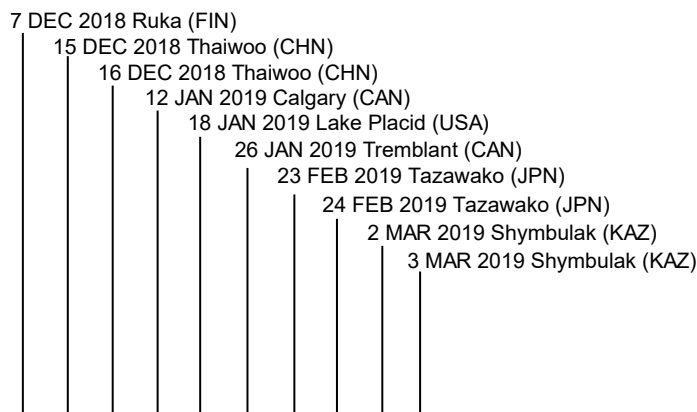 7 DEC 2018 Ruka (FIN)
15 DEC 2018 Thaiwoo (CHN)
16 DEC 2018 Thaiwoo (CHN)
12 JAN 2019 Calgary (CAN)
18 JAN 2019 Lake Placid (USA)
26 JAN 2019 Tremblant (CAN)
23 FEB 2019 Tazawako (JPN)
24 FEB 2019 Tazawako (JPN)
2 MAR 2019 Shymbulak (KAZ)
3 MAR 2019 Shymbulak (KAZ)